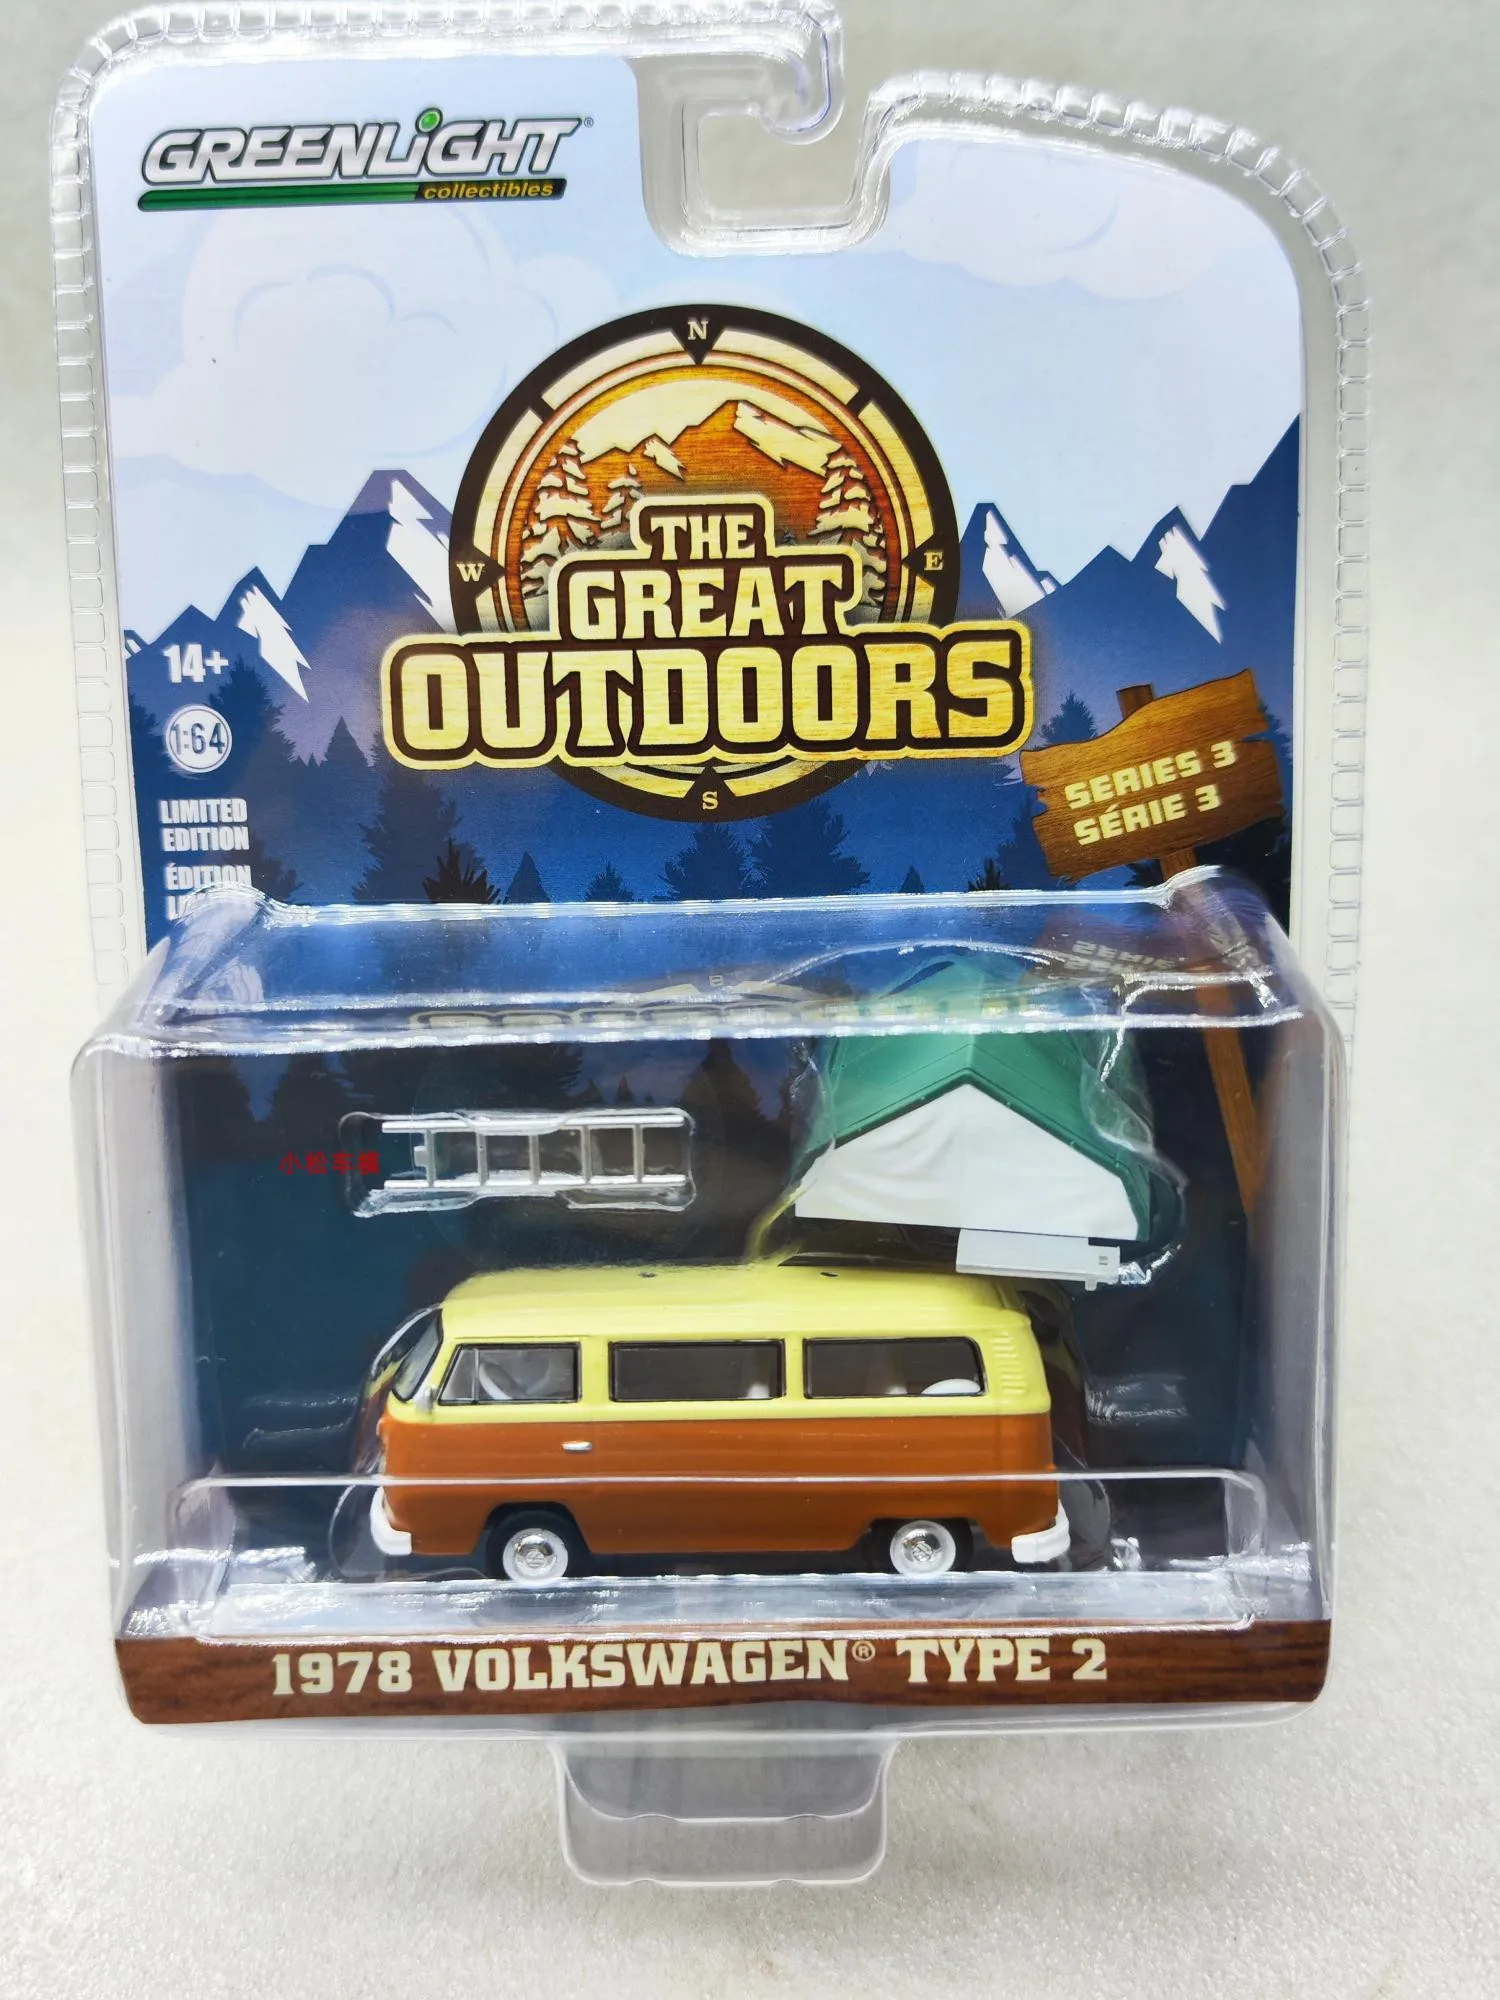 GREENLiGHT®
collectibles
N
W
E
THE
GREAT
OUTDOORS
S
14+
1:64
LIMITED
EDITION
ÉDITION
SERIES 3
SÉRIE 3
小松车模
1978 VOLKSWAGEN® TYPE 2